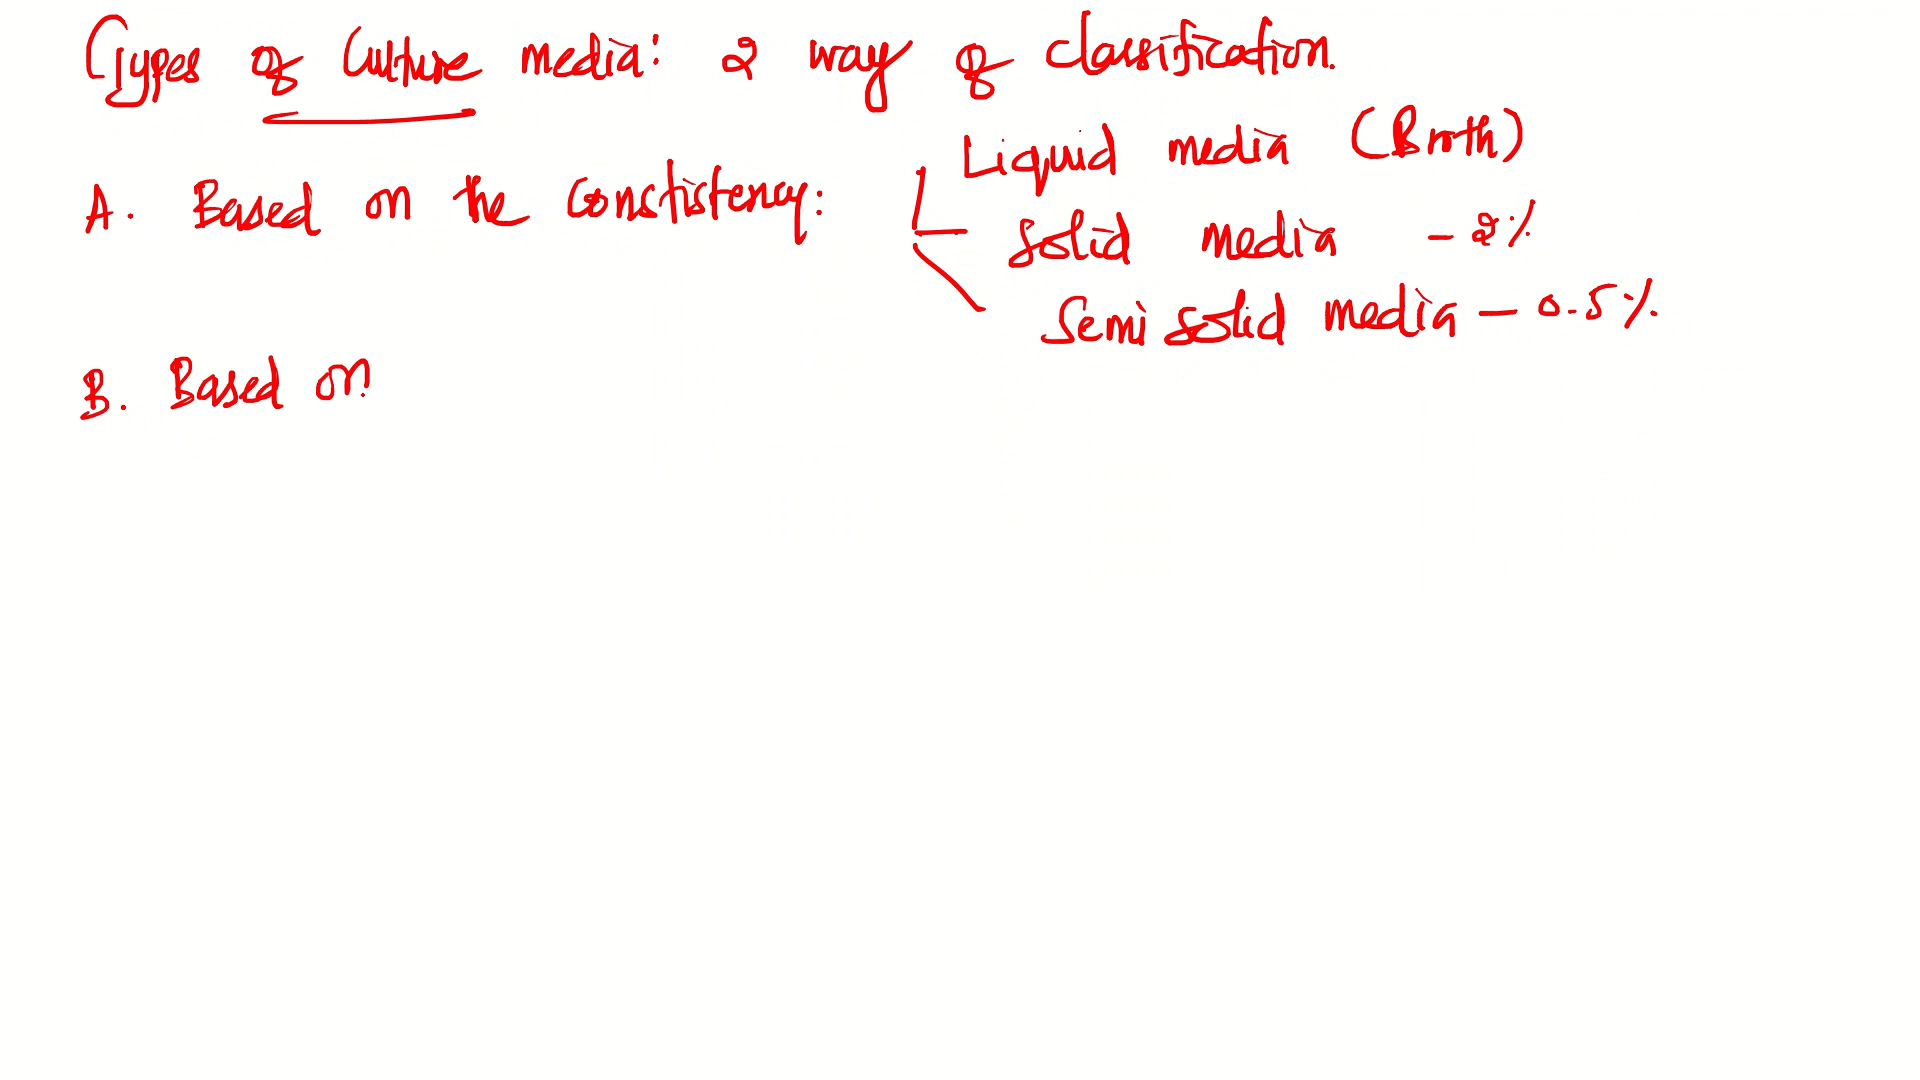 Types of Culture media: 2 way of classification.
A. Based on the Constistency:
Liquid media (Broth)
Solid media - 2%
Semi solid media - 0.5%
B. Based on